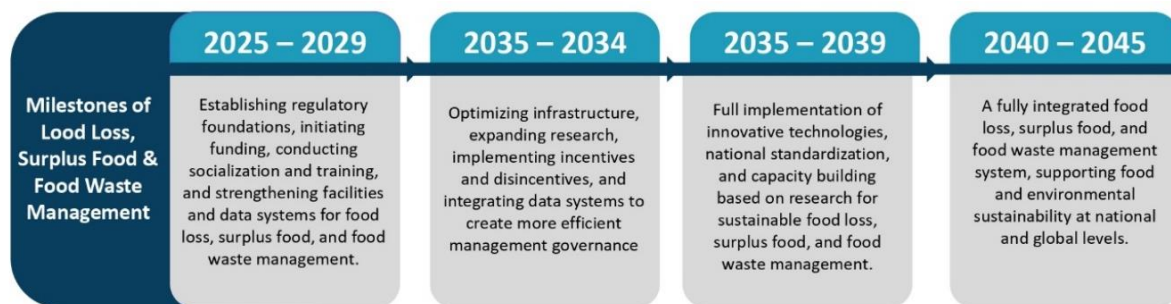 Milestones of
Lood Loss,
Surplus Food &
Food Waste
Management
2025 – 2029
Establishing regulatory
foundations, initiating
funding, conducting
socialization and training,
and strengthening facilities
and data systems for food
loss, surplus food, and food
waste management.
2035 – 2034
Optimizing infrastructure,
expanding research,
implementing incentives
and disincentives, and
integrating data systems to
create more efficient
management governance
2035 – 2039
Full implementation of
innovative technologies,
national standardization,
and capacity building
based on research for
sustainable food loss,
surplus food, and food
waste management.
2040 – 2045
A fully integrated food
loss, surplus food, and
food waste management
system, supporting food
and environmental
sustainability at national
and global levels.